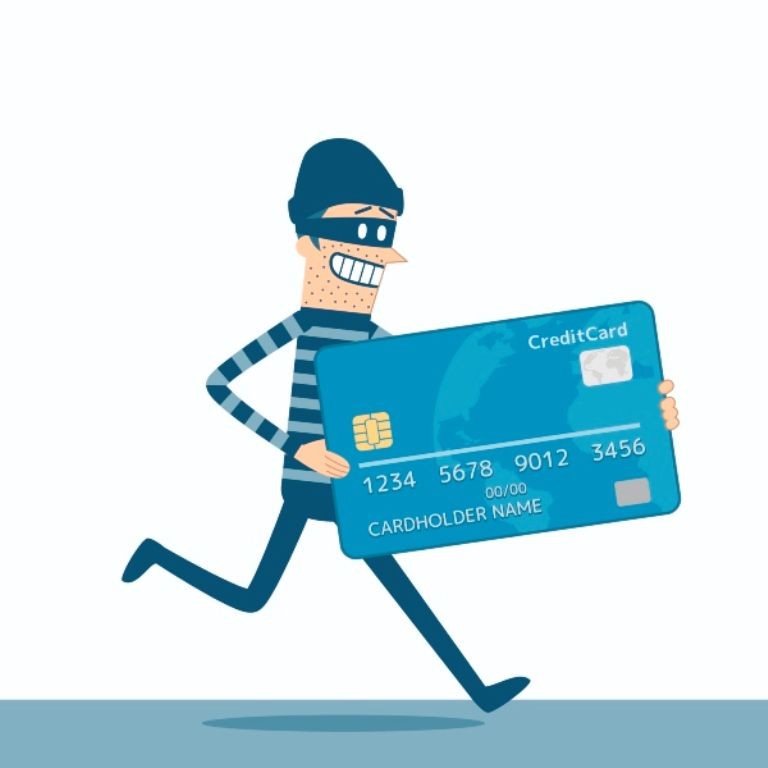 CreditCard
1234 5678 9012 3456
00/00
CARDHOLDER NAME